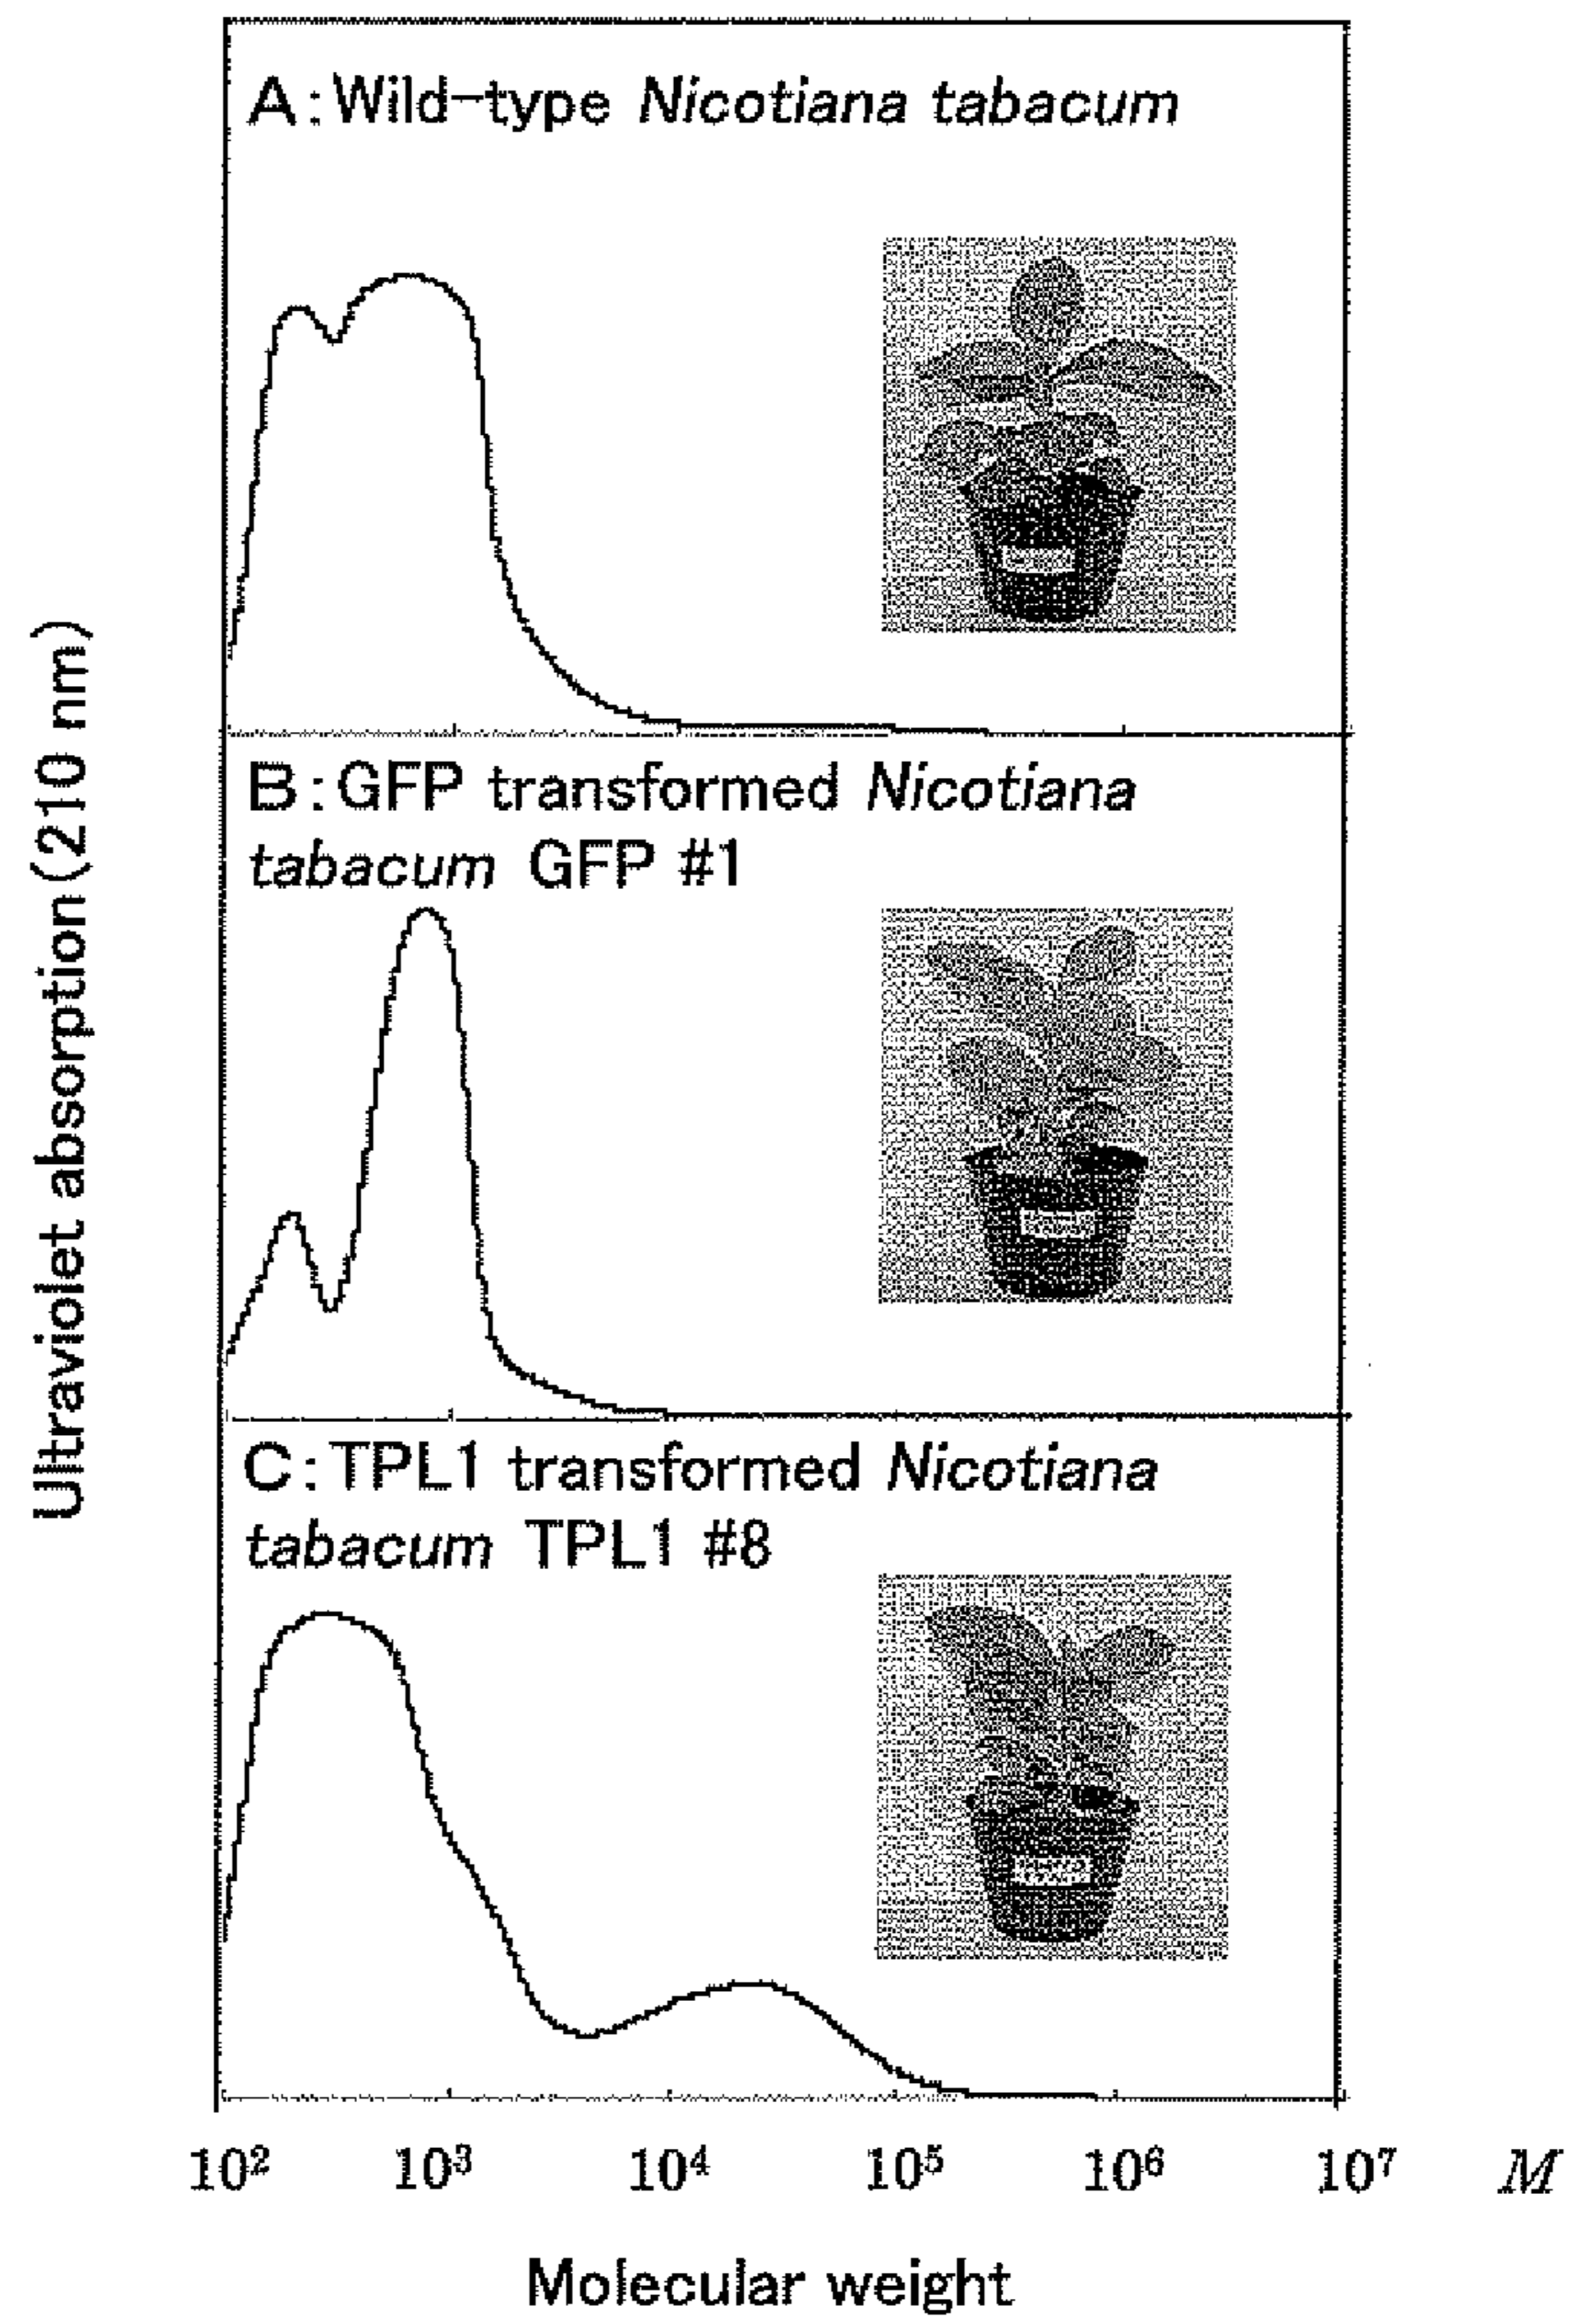 A:Wild-type Nicotiana tabacum
B:GFP transformed Nicotiana
tabacum GFP #1
C:TPL1 transformed Nicotiana
tabacum TPL1 #8
Ultraviolet absorption(210 nm)
10² 10³ 10⁴ 10⁵ 10⁶ 10⁷ M
Molecular weight